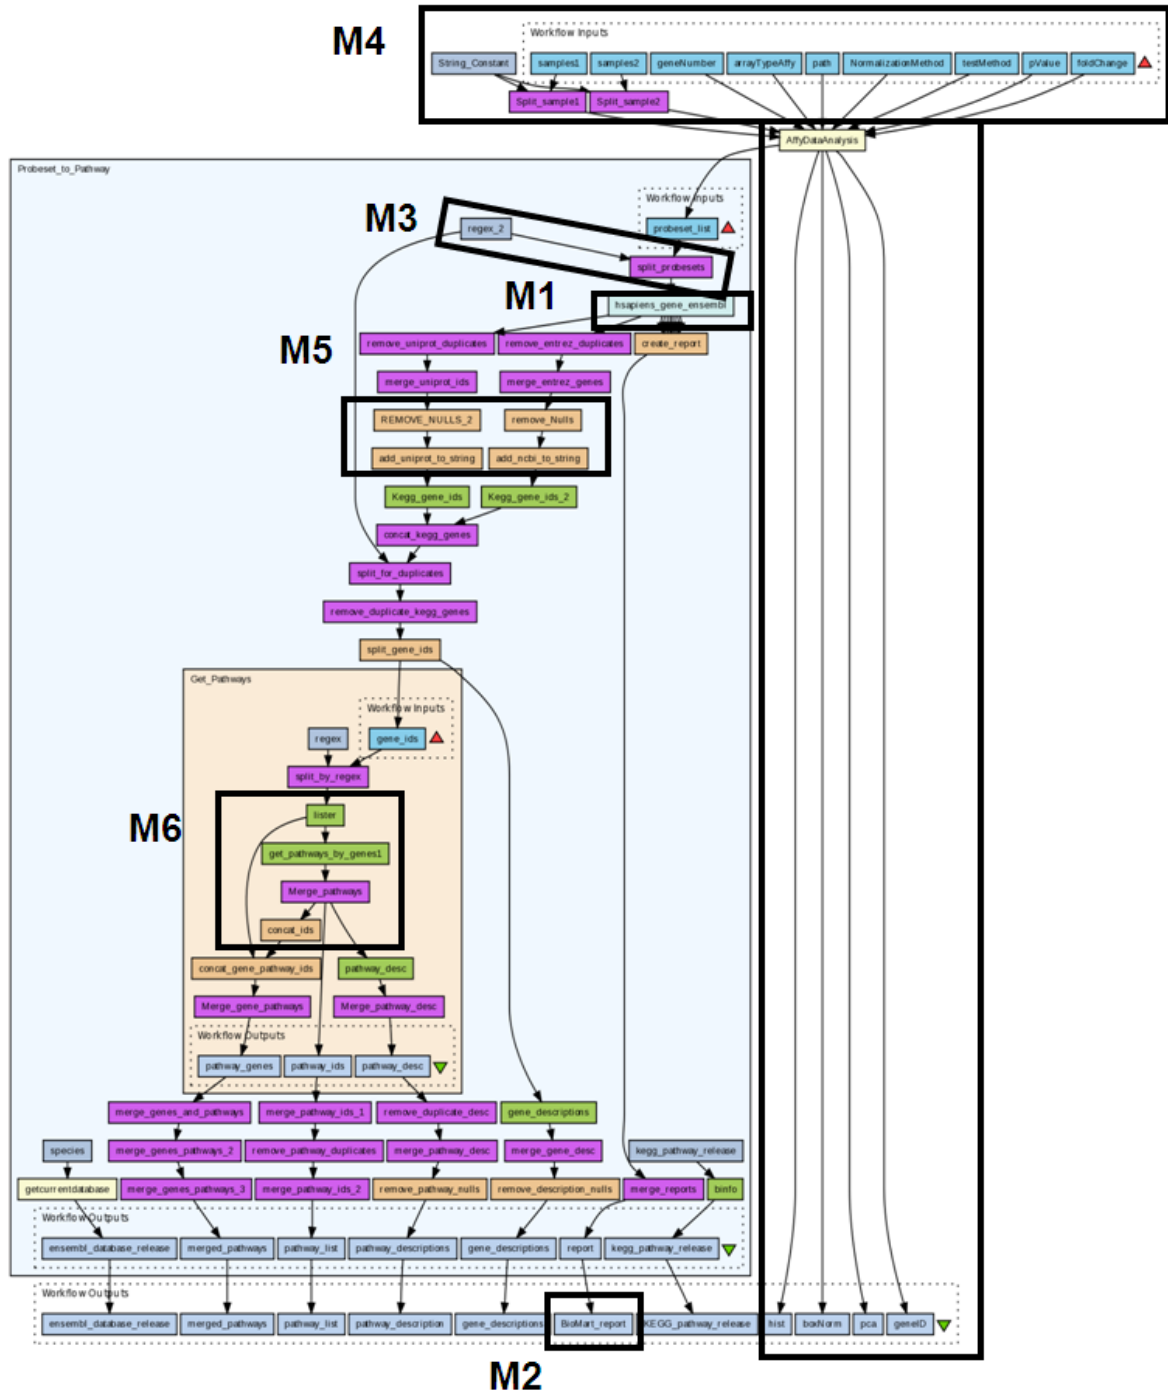 M4
Workflow Inputs
String_Constant samples1 samples2 geneNumber arrayTypeAffy path NormalizationMethod testMethod pValue foldChange
Split_sample1 Split_sample2
AffyDataAnalysis
Probeset_to_Pathway
Workflow Inputs
M3
regex_2 probeset_list
split_probesets
M1
hsapiens_gene_ensembl
M5
remove_uniprot_duplicates remove_entrez_duplicates create_report
merge_uniprot_ids merge_entrez_genes
REMOVE_NULLS_2 remove_Nulls
add_uniprot_to_string add_ncbi_to_string
Kegg_gene_ids Kegg_gene_ids_2
concat_kegg_genes
split_for_duplicates
remove_duplicate_kegg_genes
split_gene_ids
Get_Pathways
Workflow Inputs
regex gene_ids
split_by_regex
M6
lister
get_pathways_by_genes1
Merge_pathways
concat_ids
concat_gene_pathway_ids pathway_desc
Merge_gene_pathways Merge_pathway_desc
Workflow Outputs
pathway_genes pathway_ids pathway_desc
merge_genes_and_pathways merge_pathway_ids_1 remove_duplicate_desc gene_descriptions
species merge_genes_pathways_2 remove_pathway_duplicates merge_pathway_desc merge_gene_desc kegg_pathway_release
getcurrentdatabase merge_genes_pathways_3 merge_pathway_ids_2 remove_pathway_nulls remove_description_nulls merge_reports binfo
Workflow Outputs
ensembl_database_release merged_pathways pathway_list pathway_descriptions gene_descriptions report kegg_pathway_release
Workflow Outputs
ensembl_database_release merged_pathways pathway_list pathway_description gene_descriptions BioMart_report KEGG_pathway_release hist boxNorm pca geneID
M2